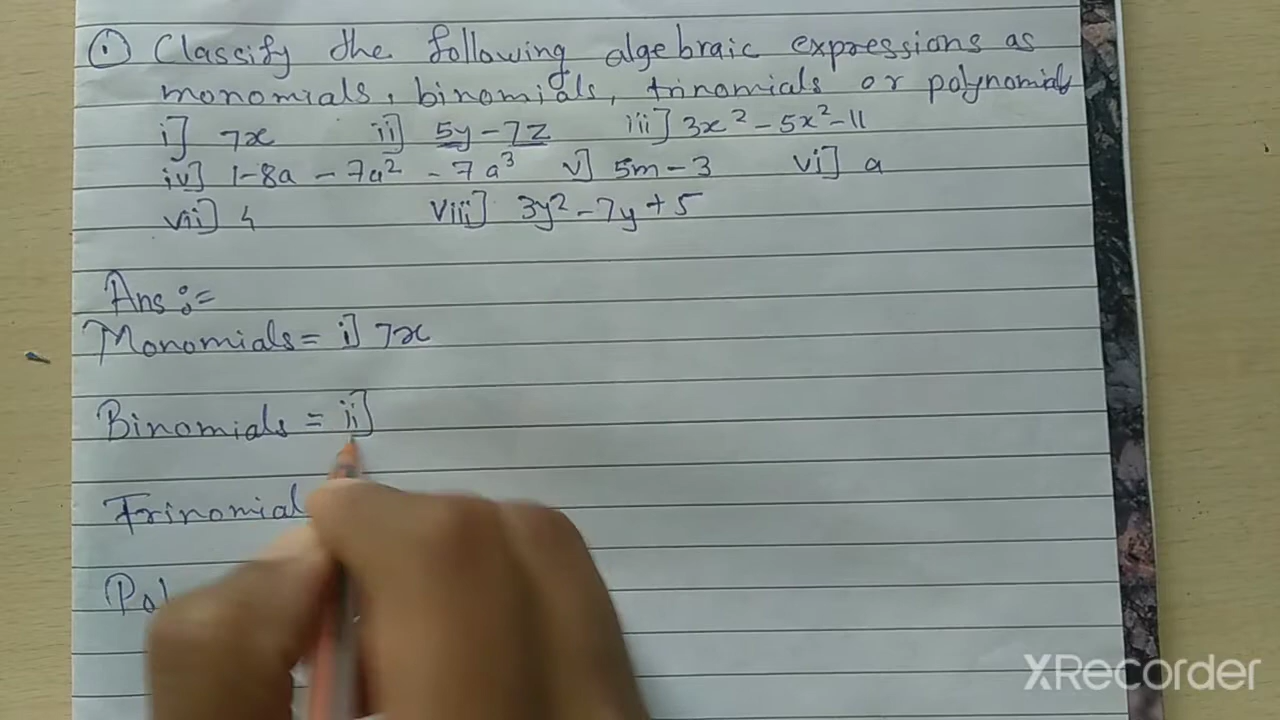 ① Classify the following algebraic expressions as
monomials, binomials, trinomials or polynomials
i] 7x ii] 5y - 7z iii] 3x² - 5x² - 11
iv] 1 - 8a - 7a² - 7a³ v] 5m - 3 vi] a
vii] 4 viii] 3y² - 7y + 5
Ans :=
Monomials = i] 7x
Binomials = ii]
Trinomial
Pol
XRecorder